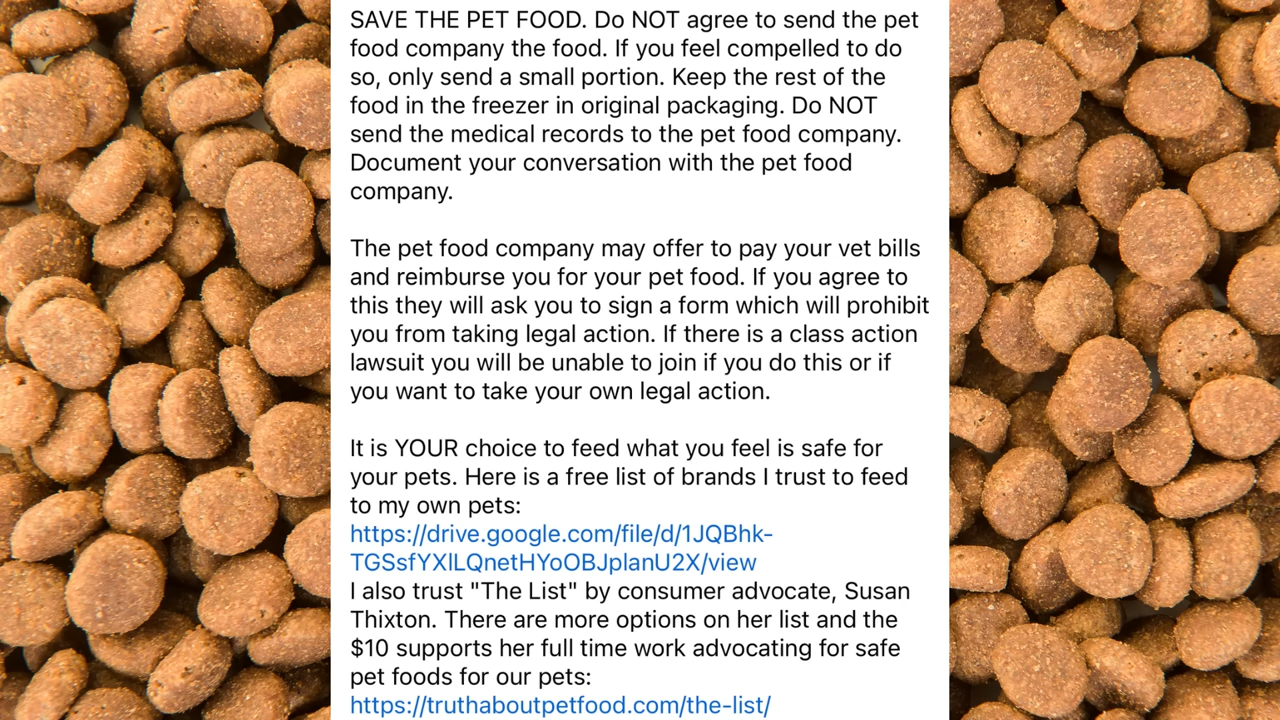 SAVE THE PET FOOD. Do NOT agree to send the pet
food company the food. If you feel compelled to do
so, only send a small portion. Keep the rest of the
food in the freezer in original packaging. Do NOT
send the medical records to the pet food company.
Document your conversation with the pet food
company.
The pet food company may offer to pay your vet bills
and reimburse you for your pet food. If you agree to
this they will ask you to sign a form which will prohibit
you from taking legal action. If there is a class action
lawsuit you will be unable to join if you do this or if
you want to take your own legal action.
It is YOUR choice to feed what you feel is safe for
your pets. Here is a free list of brands I trust to feed
to my own pets:
https://drive.google.com/file/d/1JQBhk-
TGSsfYXlLQnetHYoOBJplanU2X/view
I also trust "The List" by consumer advocate, Susan
Thixton. There are more options on her list and the
$10 supports her full time work advocating for safe
pet foods for our pets:
https://truthaboutpetfood.com/the-list/